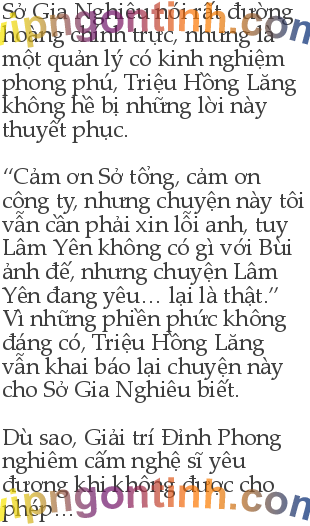 Sở Gia Nghiêu nói rất đường
hoàng chính trực, nhưng là
một quản lý có kinh nghiệm
phong phú, Triệu Hồng Lăng
không hề bị những lời này
thuyết phục.

“Cảm ơn Sở tổng, cảm ơn
công ty, nhưng chuyện này tôi
vẫn cần phải xin lỗi anh, tuy
Lâm Yên không có gì với Bùi
ảnh đế, nhưng chuyện Lâm
Yên đang yêu… lại là thật.”
Vì những phiền phức không
đáng có, Triệu Hồng Lăng
vẫn khai báo lại chuyện này
cho Sở Gia Nghiêu biết.

Dù sao, Giải trí Đỉnh Phong
nghiêm cấm nghệ sĩ yêu
đương khi không được cho
phép…
vipngontinh.com
vipngontinh.com